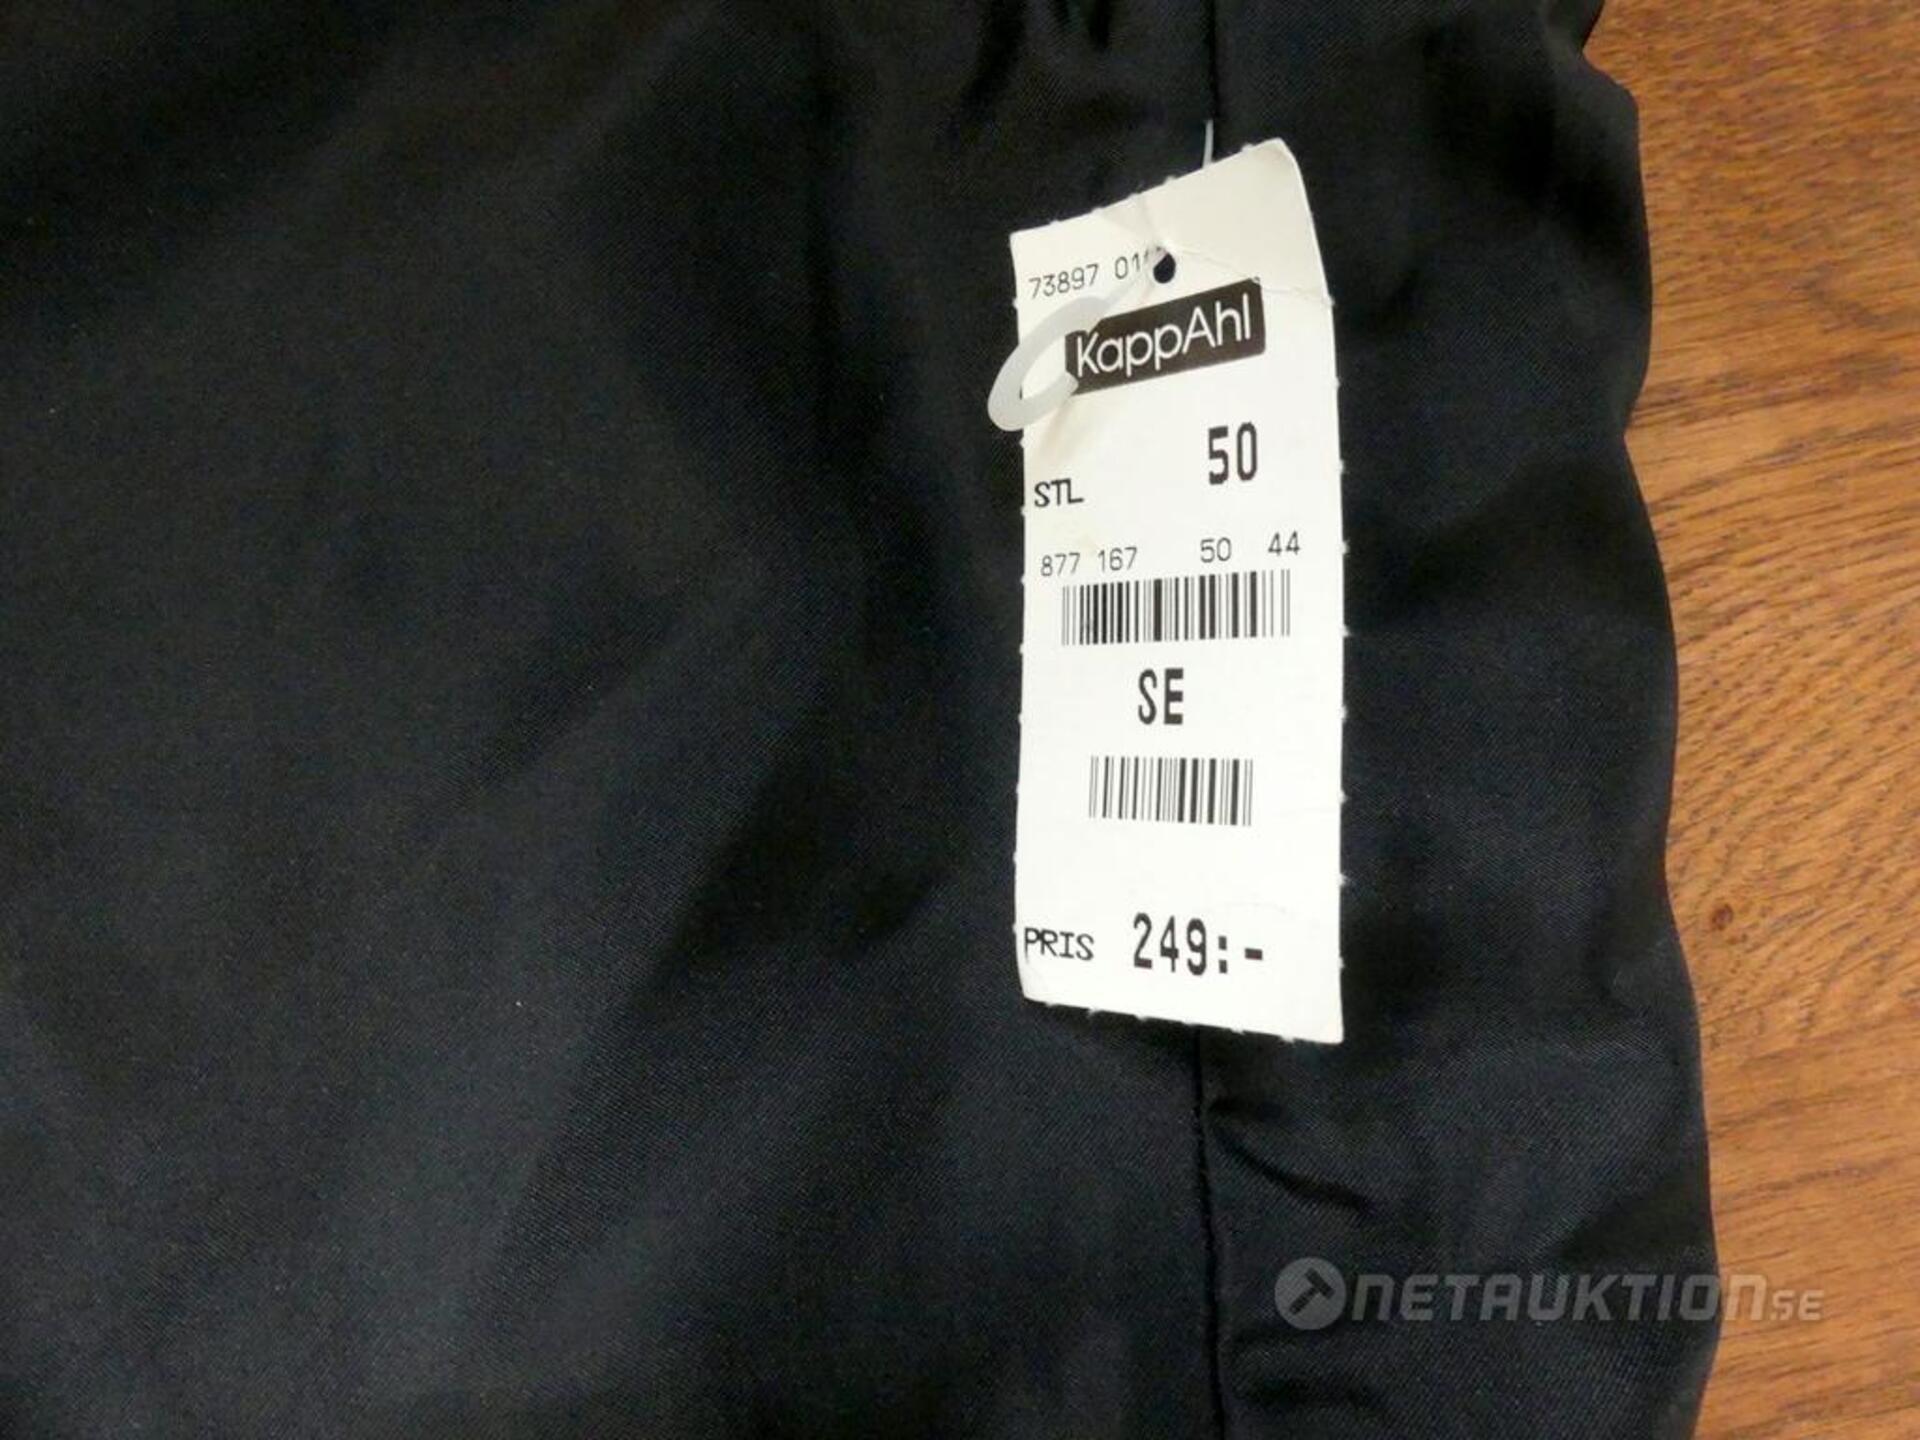 73897
KappAhl
STL 50
877 167 50 44
SE
PRIS 249:-
NETAUKTION.SE